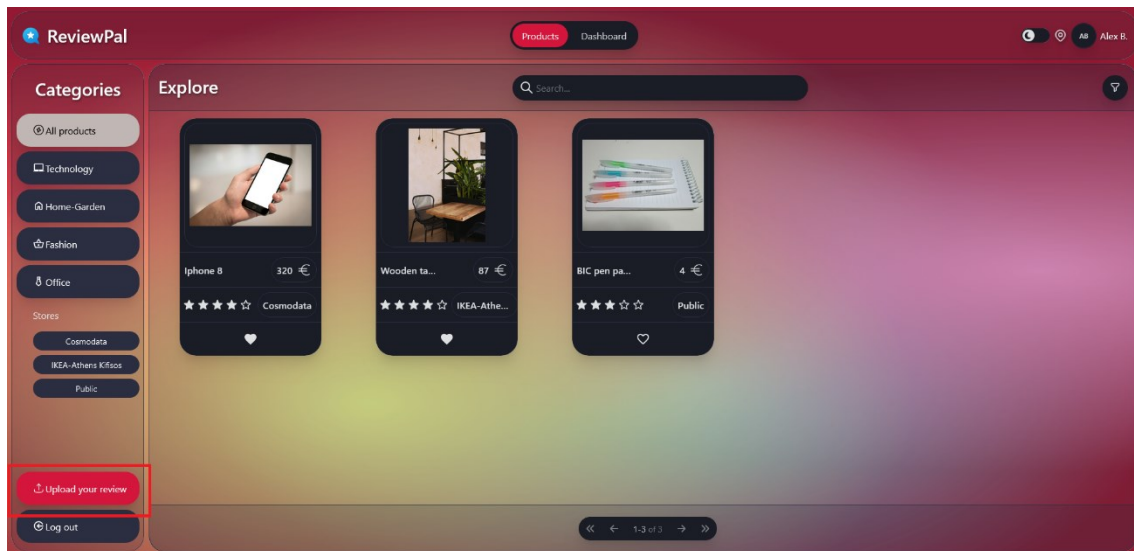 ReviewPal
Products Dashboard
AB Alex B.
Categories
Explore
Search...
All products
Technology
Home-Garden
Fashion
Office
Stores
Cosmodata
IKEA-Athens Kifisos
Public
Upload your review
Log out
Iphone 8 320 €
Cosmodata
Wooden ta... 87 €
IKEA-Athe...
BIC pen pa... 4 €
Public
1-3 of 3